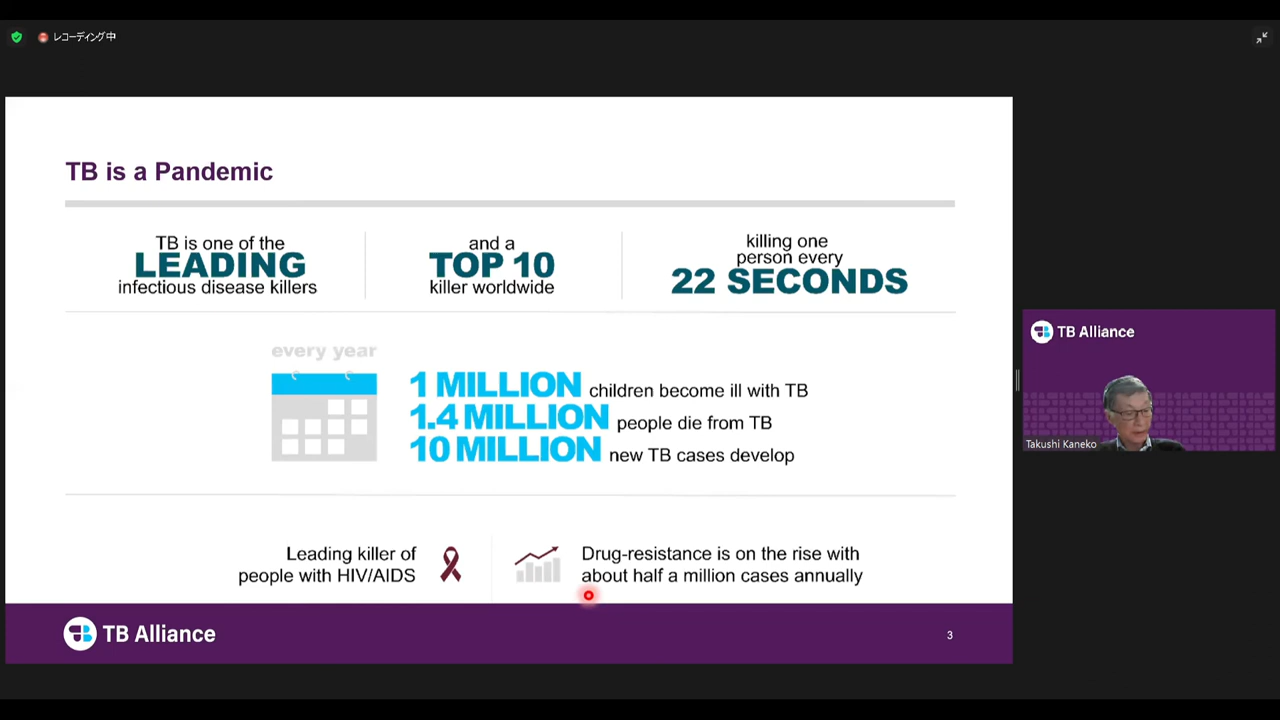 レコーディング中
TB is a Pandemic
TB is one of the
LEADING
infectious disease killers
and a
TOP 10
killer worldwide
killing one
person every
22 SECONDS
every year
1 MILLION children become ill with TB
1.4 MILLION people die from TB
10 MILLION new TB cases develop
Leading killer of
people with HIV/AIDS
Drug-resistance is on the rise with
about half a million cases annually
TB Alliance
3
TB Alliance
Takushi Kaneko